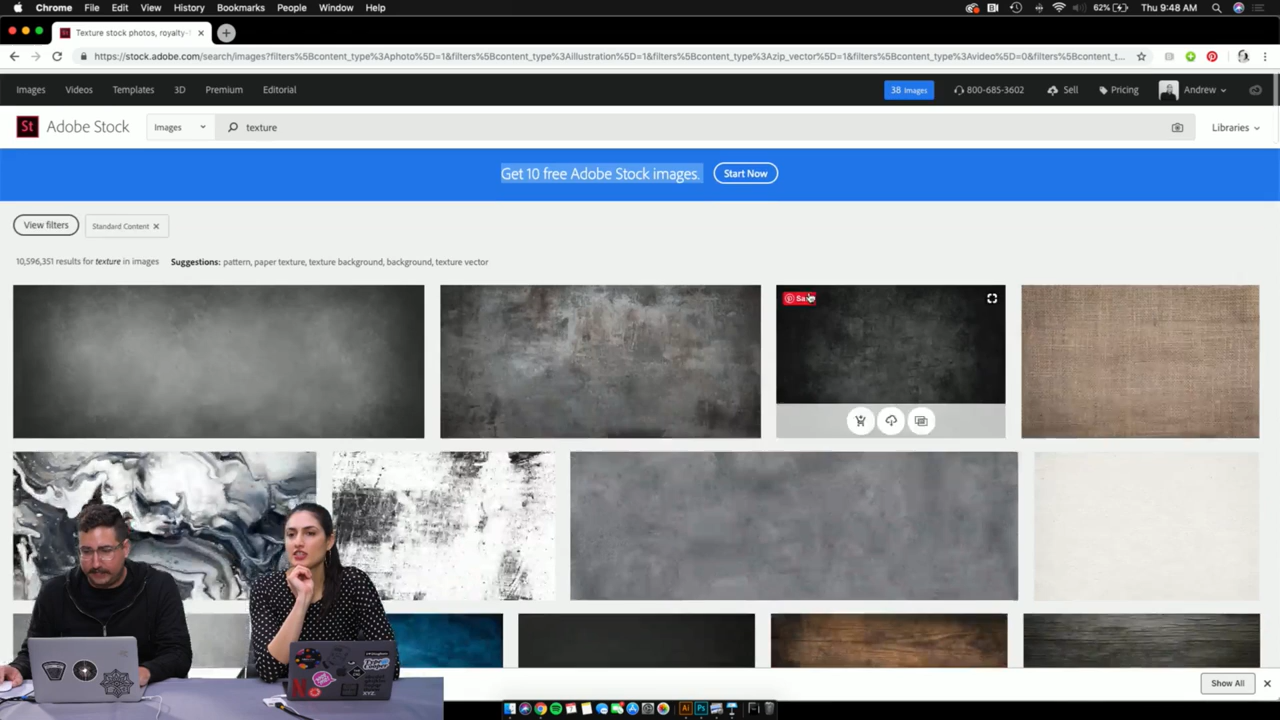 Chrome File Edit View History Bookmarks People Window Help
62% Thu 9:48 AM
Texture stock photos, royalty-
https://stock.adobe.com/search/images?filters%5Bcontent_type%3Aphoto%5D=1&filters%5Bcontent_type%3Aillustration%5D=1&filters%5Bcontent_type%3Azip_vector%5D=1&filters%5Bcontent_type%3Avideo%5D=0&filters%5Bcontent_t...
Images Videos Templates 3D Premium Editorial
38 Images 800-685-3602 Sell Pricing Andrew
St Adobe Stock Images texture Libraries
Get 10 free Adobe Stock images. Start Now
View filters Standard Content
10,596,351 results for texture in images Suggestions: pattern, paper texture, texture background, background, texture vector
Show All
Ai Ps